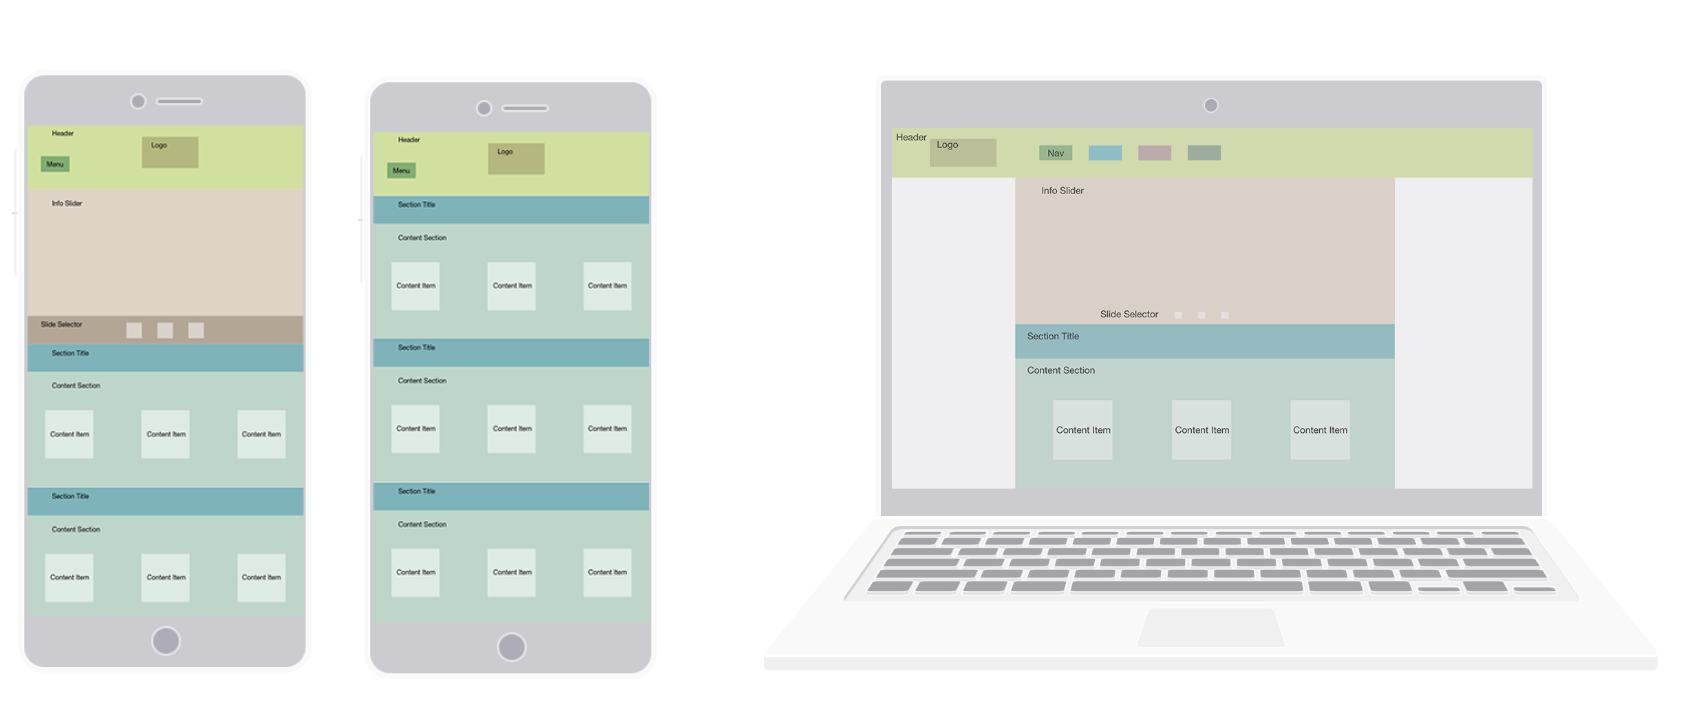 Header
Logo
Menu
Info Slider
Slide Selector
Section Title
Content Section
Content Item
Content Item
Content Item
Section Title
Content Section
Content Item
Content Item
Content Item
Header
Logo
Menu
Section Title
Content Section
Content Item
Content Item
Content Item
Section Title
Content Section
Content Item
Content Item
Content Item
Section Title
Content Section
Content Item
Content Item
Content Item
Header
Logo
Nav
Info Slider
Slide Selector
Section Title
Content Section
Content Item
Content Item
Content Item